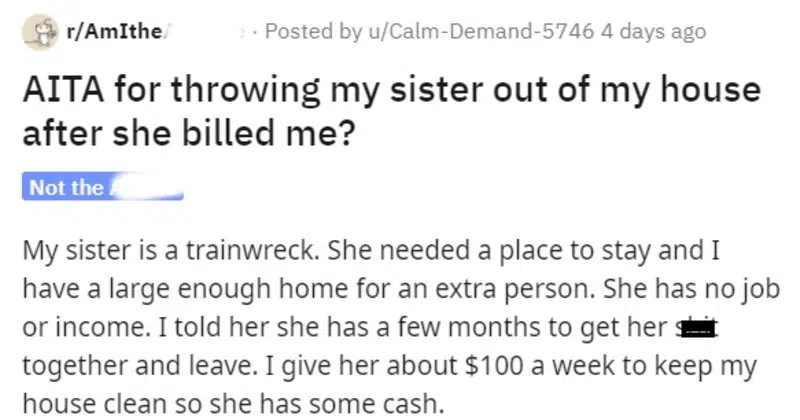 r/AmIthe · Posted by u/Calm-Demand-5746 4 days ago
AITA for throwing my sister out of my house
after she billed me?
Not the
My sister is a trainwreck. She needed a place to stay and I
have a large enough home for an extra person. She has no job
or income. I told her she has a few months to get her
together and leave. I give her about $100 a week to keep my
house clean so she has some cash.